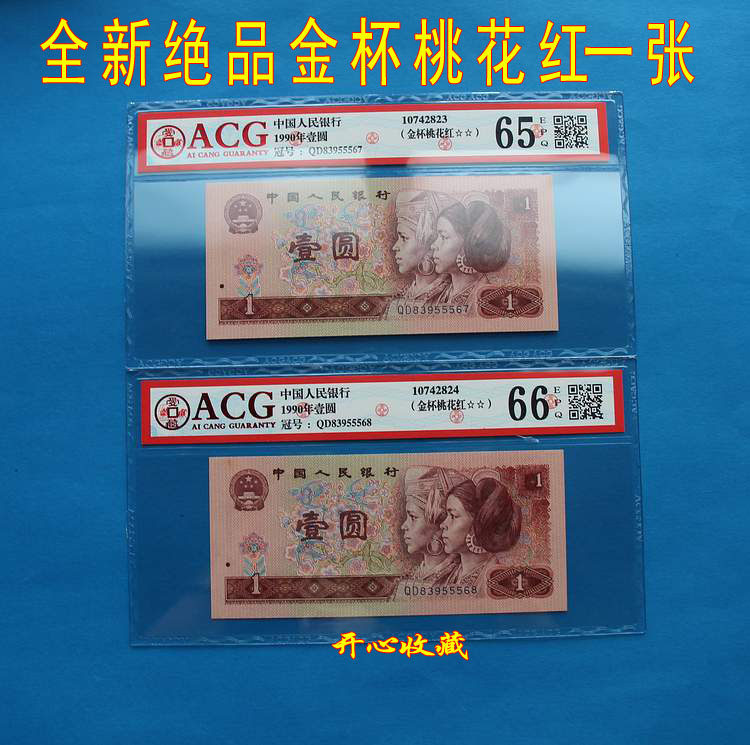 全新绝品金杯桃花红一张
ACG
AI CANG GUARANTY
中国人民银行
1990年壹圆
冠号：QD83955567
10742823
（金杯桃花红☆☆）
65
E
P
Q
中国人民银行
1
壹圆
1
QD83955567
1
ACG
AI CANG GUARANTY
中国人民银行
1990年壹圆
冠号：QD83955568
10742824
（金杯桃花红☆☆）
66
E
P
Q
中国人民银行
1
壹圆
1
QD83955568
1
开心收藏